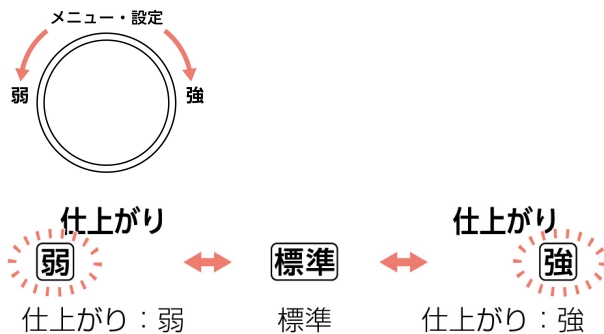 メニュー・設定
弱 強
仕上がり 仕上がり
弱 標準 強
仕上がり：弱 標準 仕上がり：強